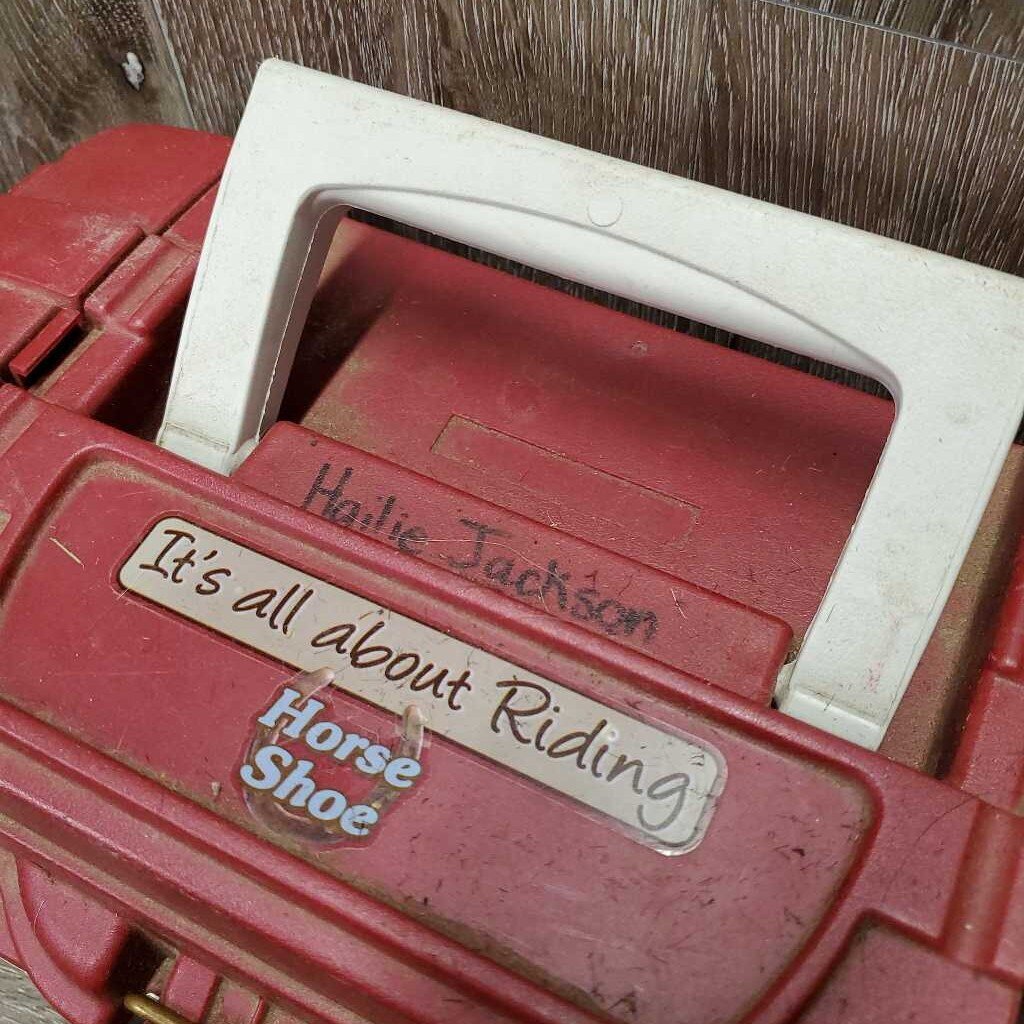 Hailie Jackson
It's all about Riding
Horse
Shoe